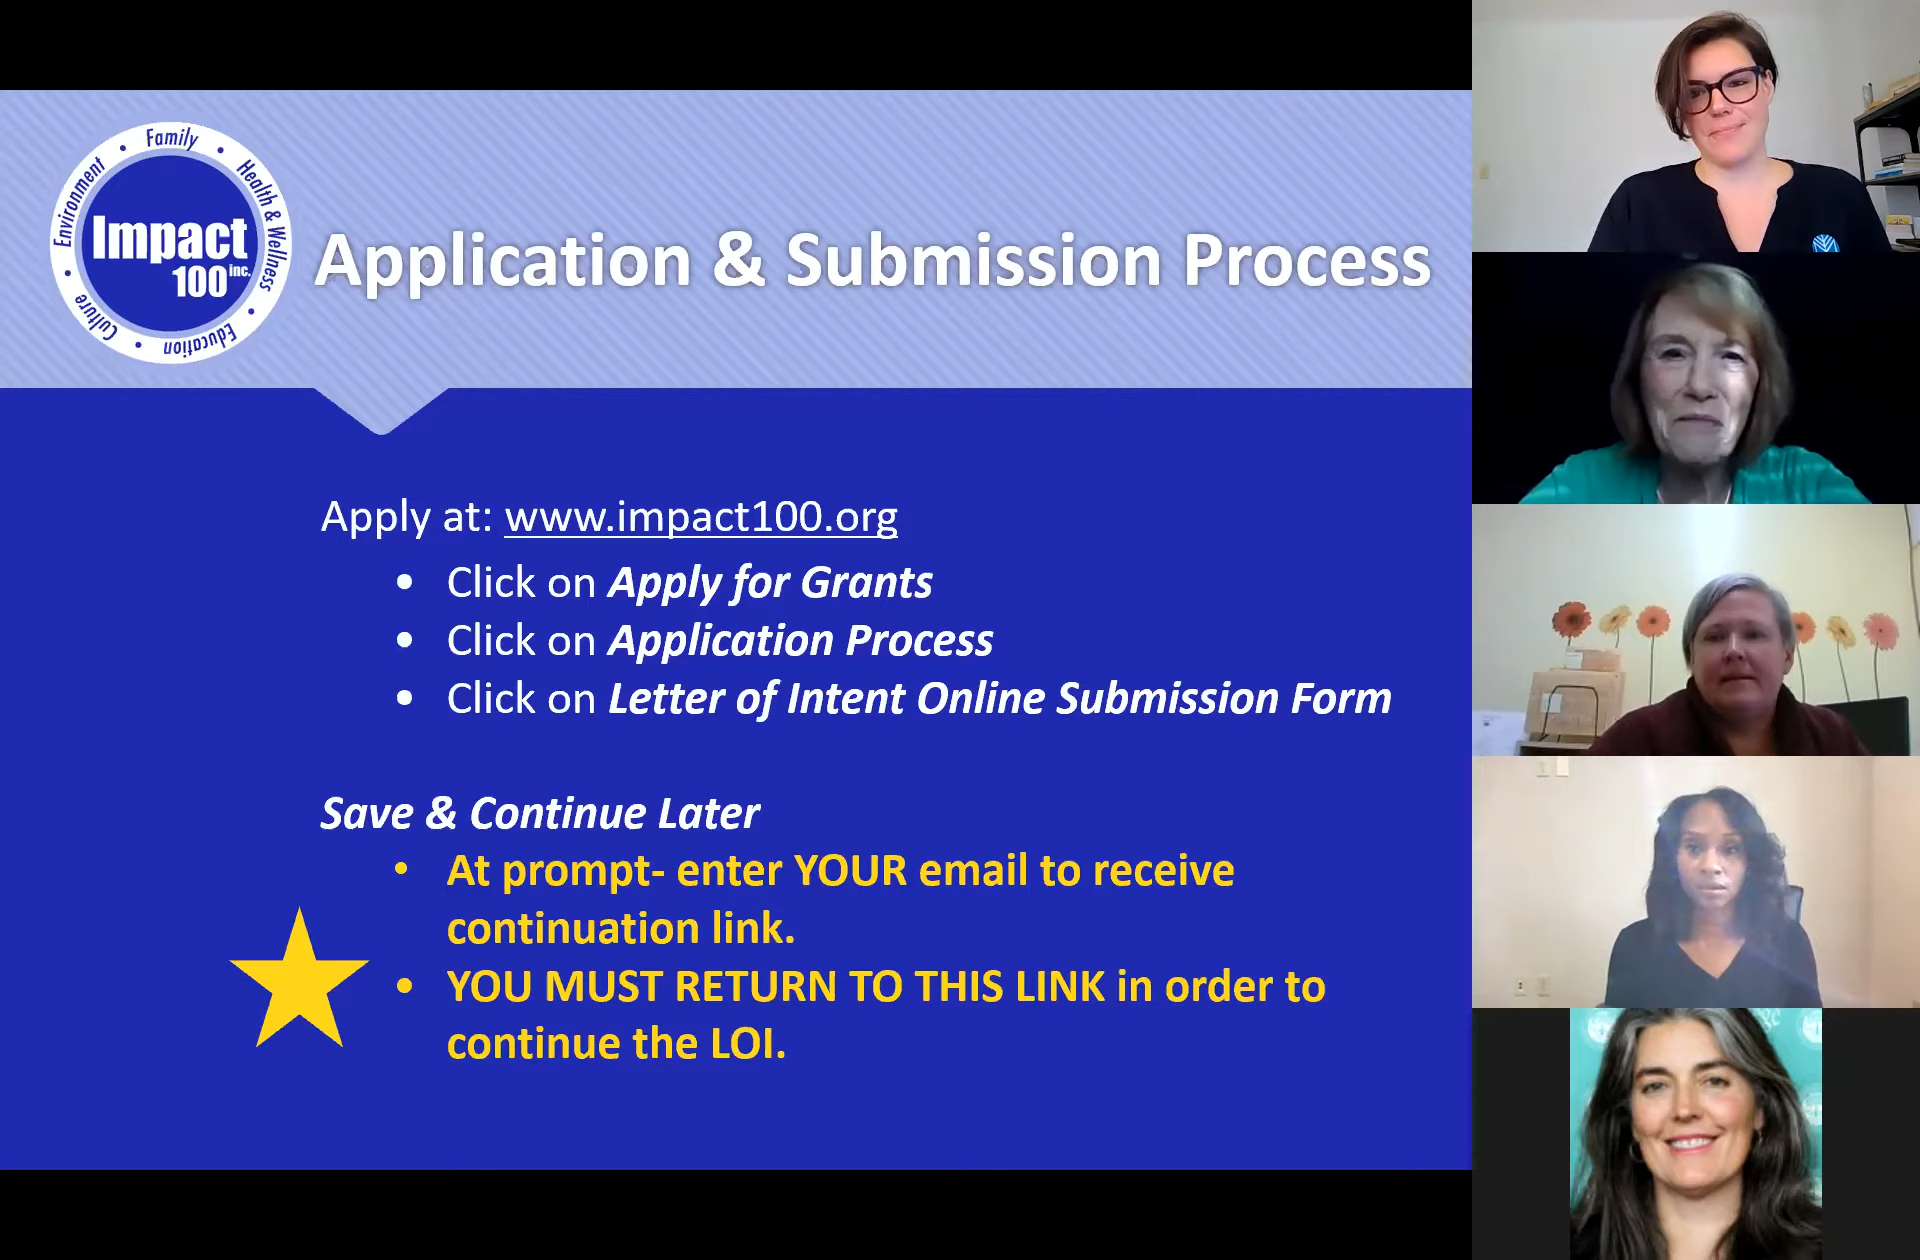 Family
Health & Wellness
Education
Culture
Environment
Impact
100 inc.
Application & Submission Process
Apply at: www.impact100.org
• Click on Apply for Grants
• Click on Application Process
• Click on Letter of Intent Online Submission Form
Save & Continue Later
• At prompt- enter YOUR email to receive
continuation link.
• YOU MUST RETURN TO THIS LINK in order to
continue the LOI.